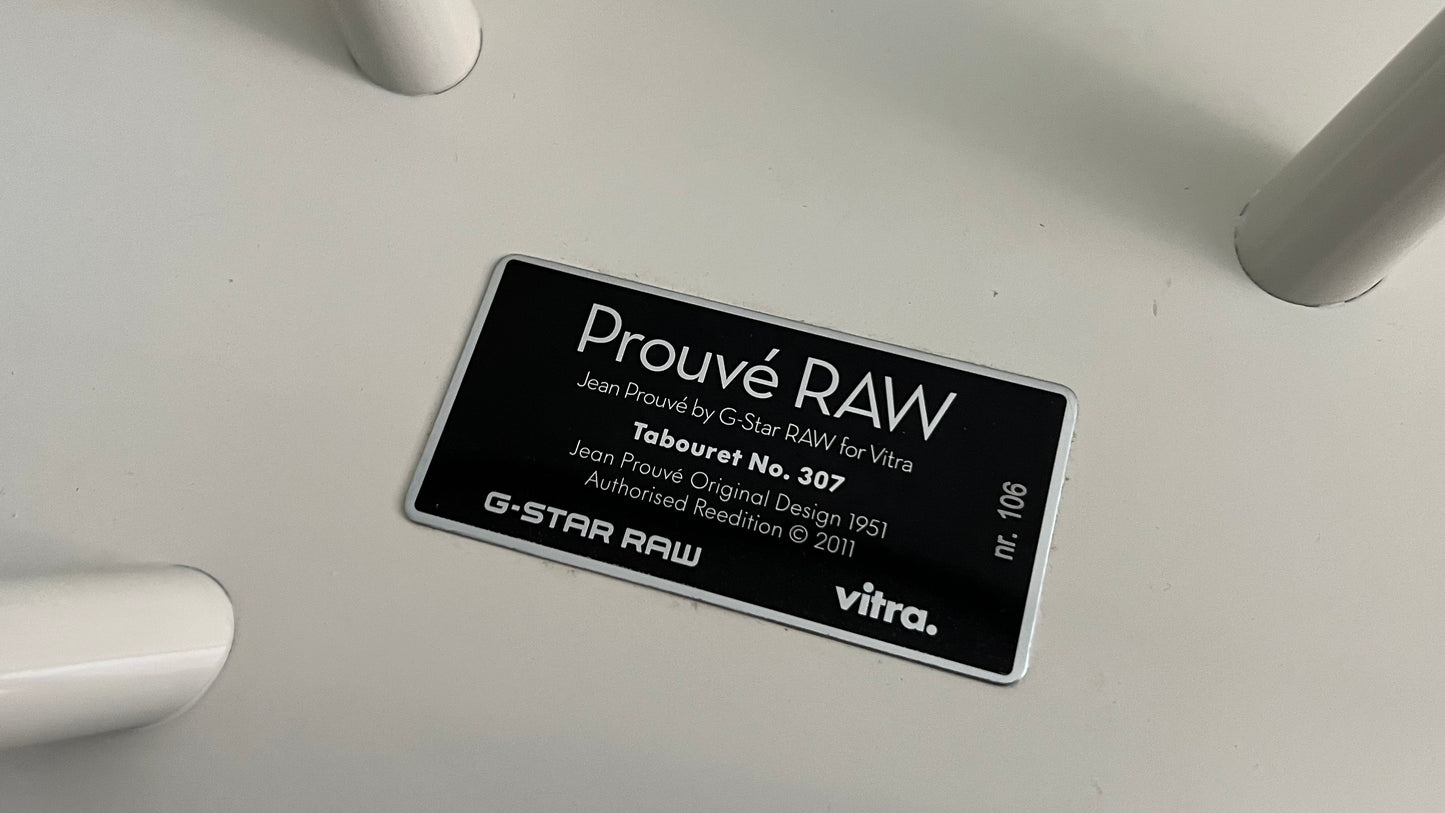 Prouvé RAW
Jean Prouvé by G-Star RAW for Vitra
Tabouret No. 307
Jean Prouvé Original Design 1951
Authorised Reedition © 2011
G-STAR RAW
vitra.
nr. 106